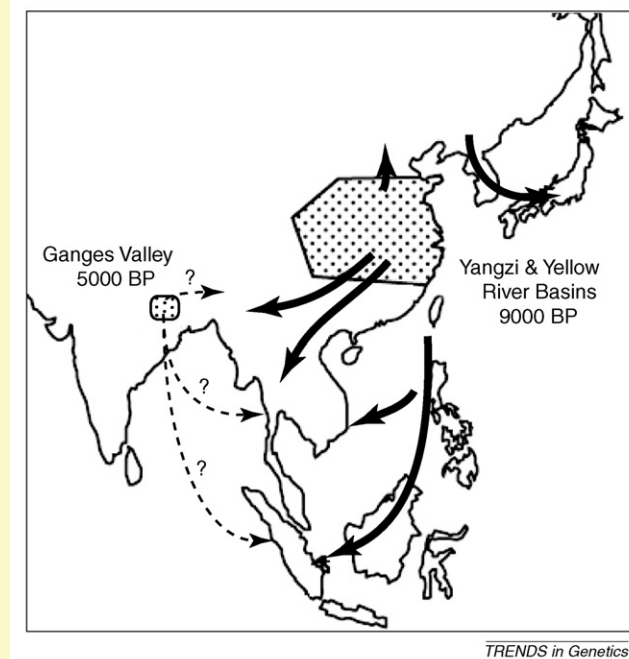 Ganges Valley
5000 BP
?
?
?
Yangzi & Yellow
River Basins
9000 BP
TRENDS in Genetics